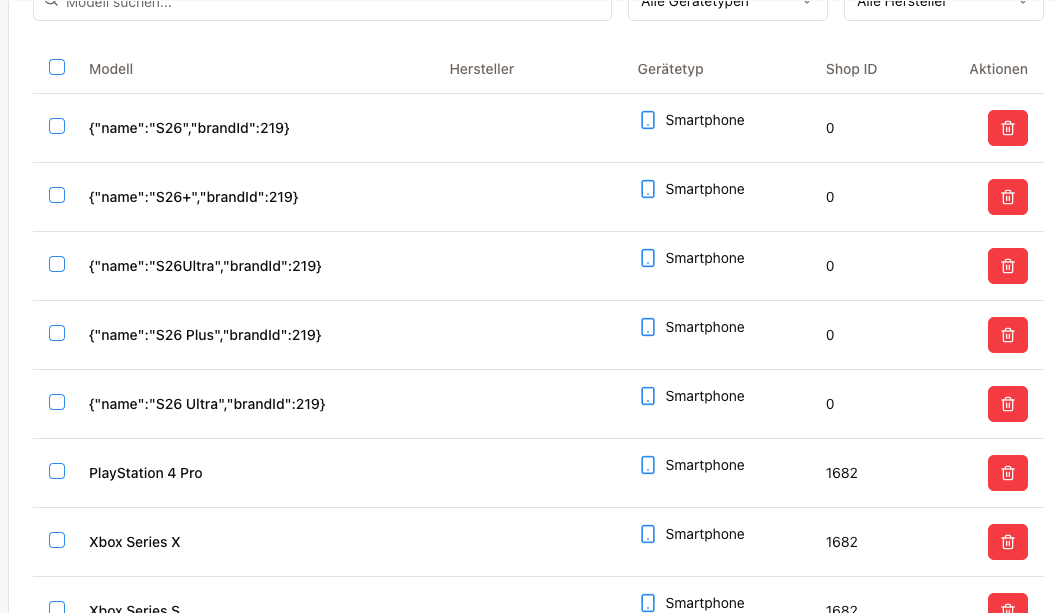 Modell suchen...
Alle Gerätetypen
Alle Hersteller
Modell Hersteller Gerätetyp Shop ID Aktionen
{"name":"S26","brandId":219} Smartphone 0
{"name":"S26+","brandId":219} Smartphone 0
{"name":"S26Ultra","brandId":219} Smartphone 0
{"name":"S26 Plus","brandId":219} Smartphone 0
{"name":"S26 Ultra","brandId":219} Smartphone 0
PlayStation 4 Pro Smartphone 1682
Xbox Series X Smartphone 1682
Xbox Series S Smartphone 1682